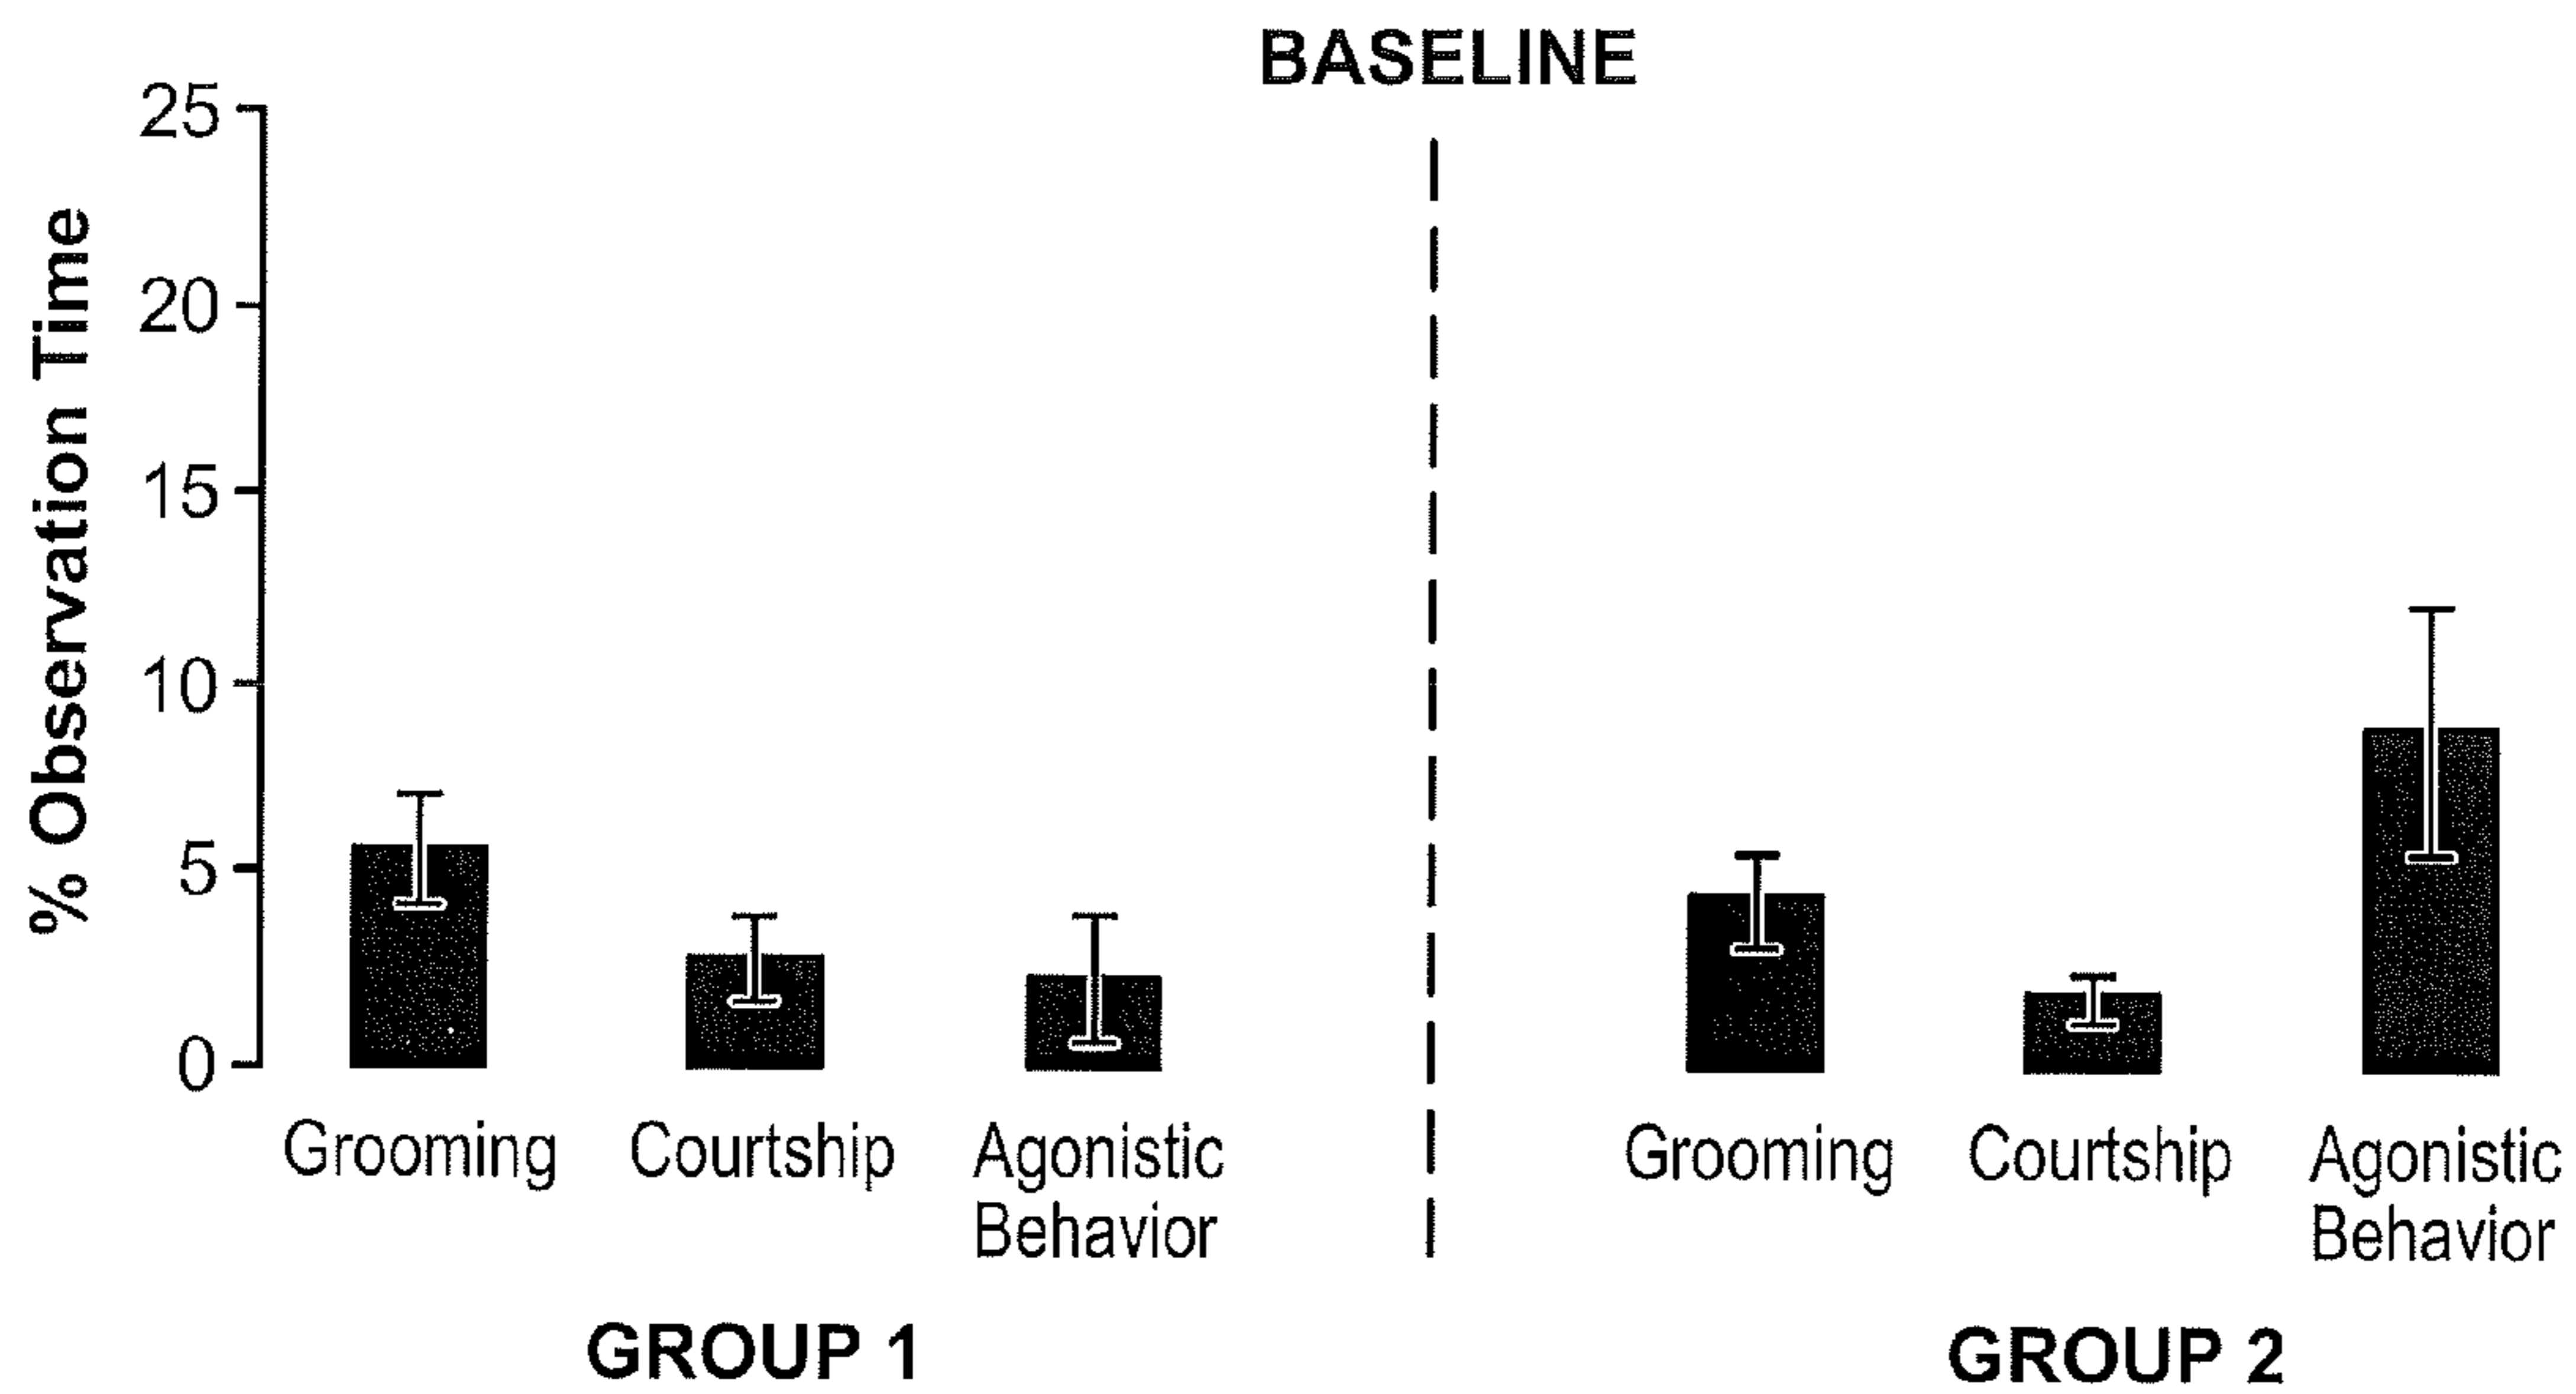 BASELINE
25
20
15
10
5
0
% Observation Time
Grooming
Courtship
Agonistic
Behavior
Grooming
Courtship
Agonistic
Behavior
GROUP 1
GROUP 2